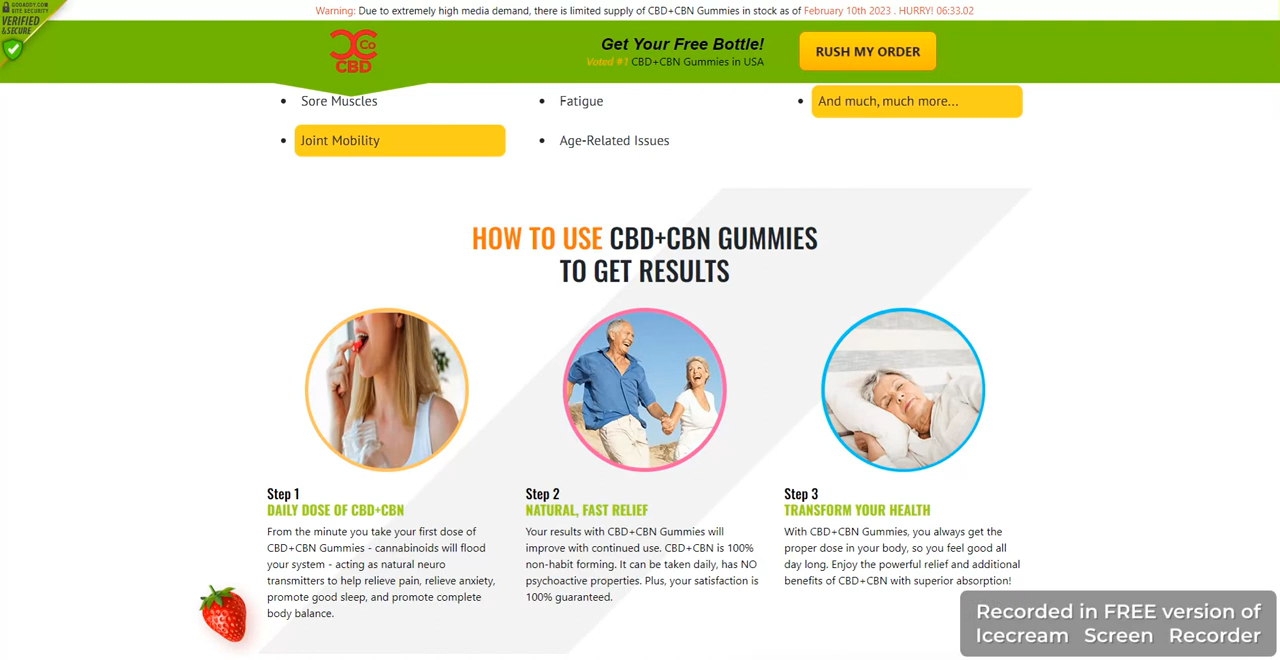 GODADDY.COM
SITE SECURITY
VERIFIED
&SECURE
Warning: Due to extremely high media demand, there is limited supply of CBD+CBN Gummies in stock as of February 10th 2023 . HURRY! 06:33.02
Co
CBD
Get Your Free Bottle!
Voted #1 CBD+CBN Gummies in USA
RUSH MY ORDER
• Sore Muscles
• Fatigue
• And much, much more...
• Joint Mobility
• Age-Related Issues
HOW TO USE CBD+CBN GUMMIES
TO GET RESULTS
Step 1
DAILY DOSE OF CBD+CBN
From the minute you take your first dose of
CBD+CBN Gummies - cannabinoids will flood
your system - acting as natural neuro
transmitters to help relieve pain, relieve anxiety,
promote good sleep, and promote complete
body balance.
Step 2
NATURAL, FAST RELIEF
Your results with CBD+CBN Gummies will
improve with continued use. CBD+CBN is 100%
non-habit forming. It can be taken daily, has NO
psychoactive properties. Plus, your satisfaction is
100% guaranteed.
Step 3
TRANSFORM YOUR HEALTH
With CBD+CBN Gummies, you always get the
proper dose in your body, so you feel good all
day long. Enjoy the powerful relief and additional
benefits of CBD+CBN with superior absorption!
Recorded in FREE version of
Icecream Screen Recorder